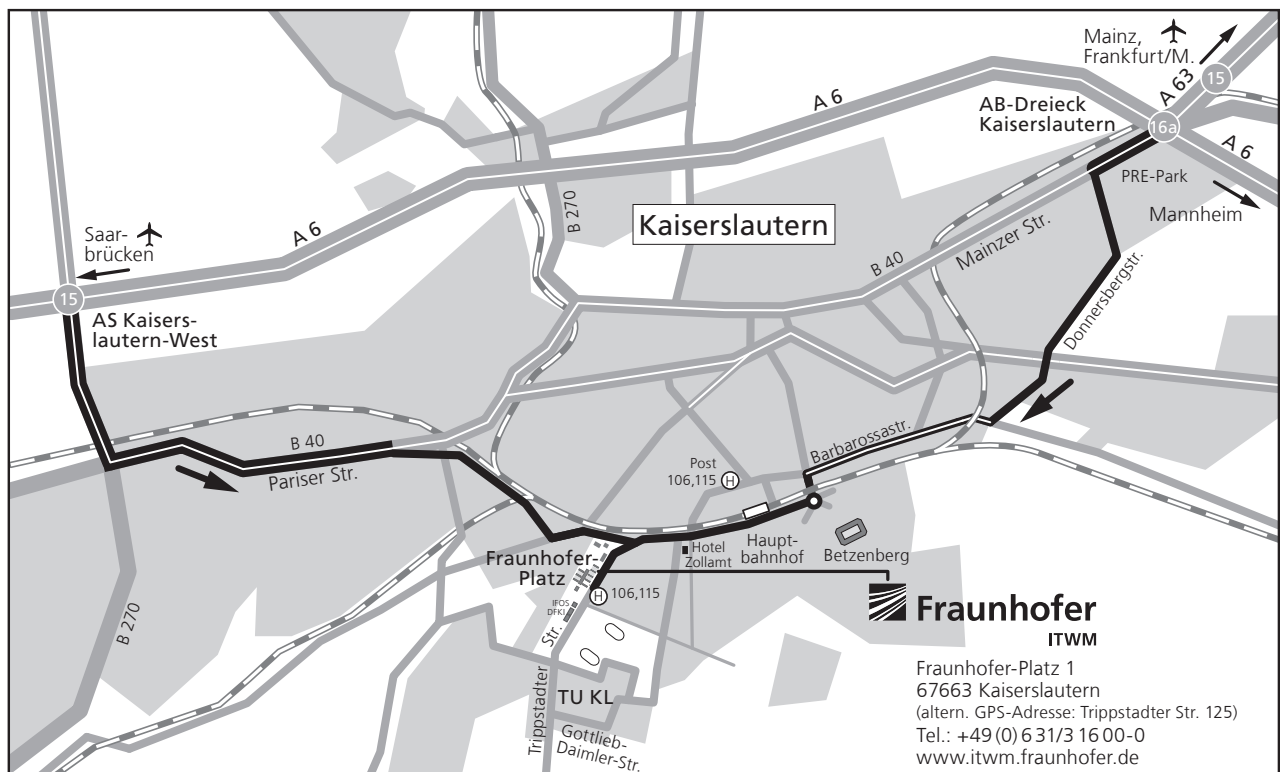 Mainz,
Frankfurt/M.
A 63
15
A 6
AB-Dreieck
Kaiserslautern
16a
A 6
PRE-Park
Mannheim
B 270
Kaiserslautern
Mainzer Str.
B 40
Saar-
brücken
A 6
15
AS Kaisers-
lautern-West
Donnersbergstr.
B 40
Pariser Str.
Barbarossastr.
Post
106,115
H
Haupt-
bahnhof
Betzenberg
Hotel
Zollamt
Fraunhofer-
Platz
H 106,115
IFOS
DFKI
B 270
Trippstadter Str.
TU KL
Gottlieb-
Daimler-Str.
Fraunhofer
ITWM
Fraunhofer-Platz 1
67663 Kaiserslautern
(altern. GPS-Adresse: Trippstadter Str. 125)
Tel.: +49 (0) 6 31/3 16 00-0
www.itwm.fraunhofer.de